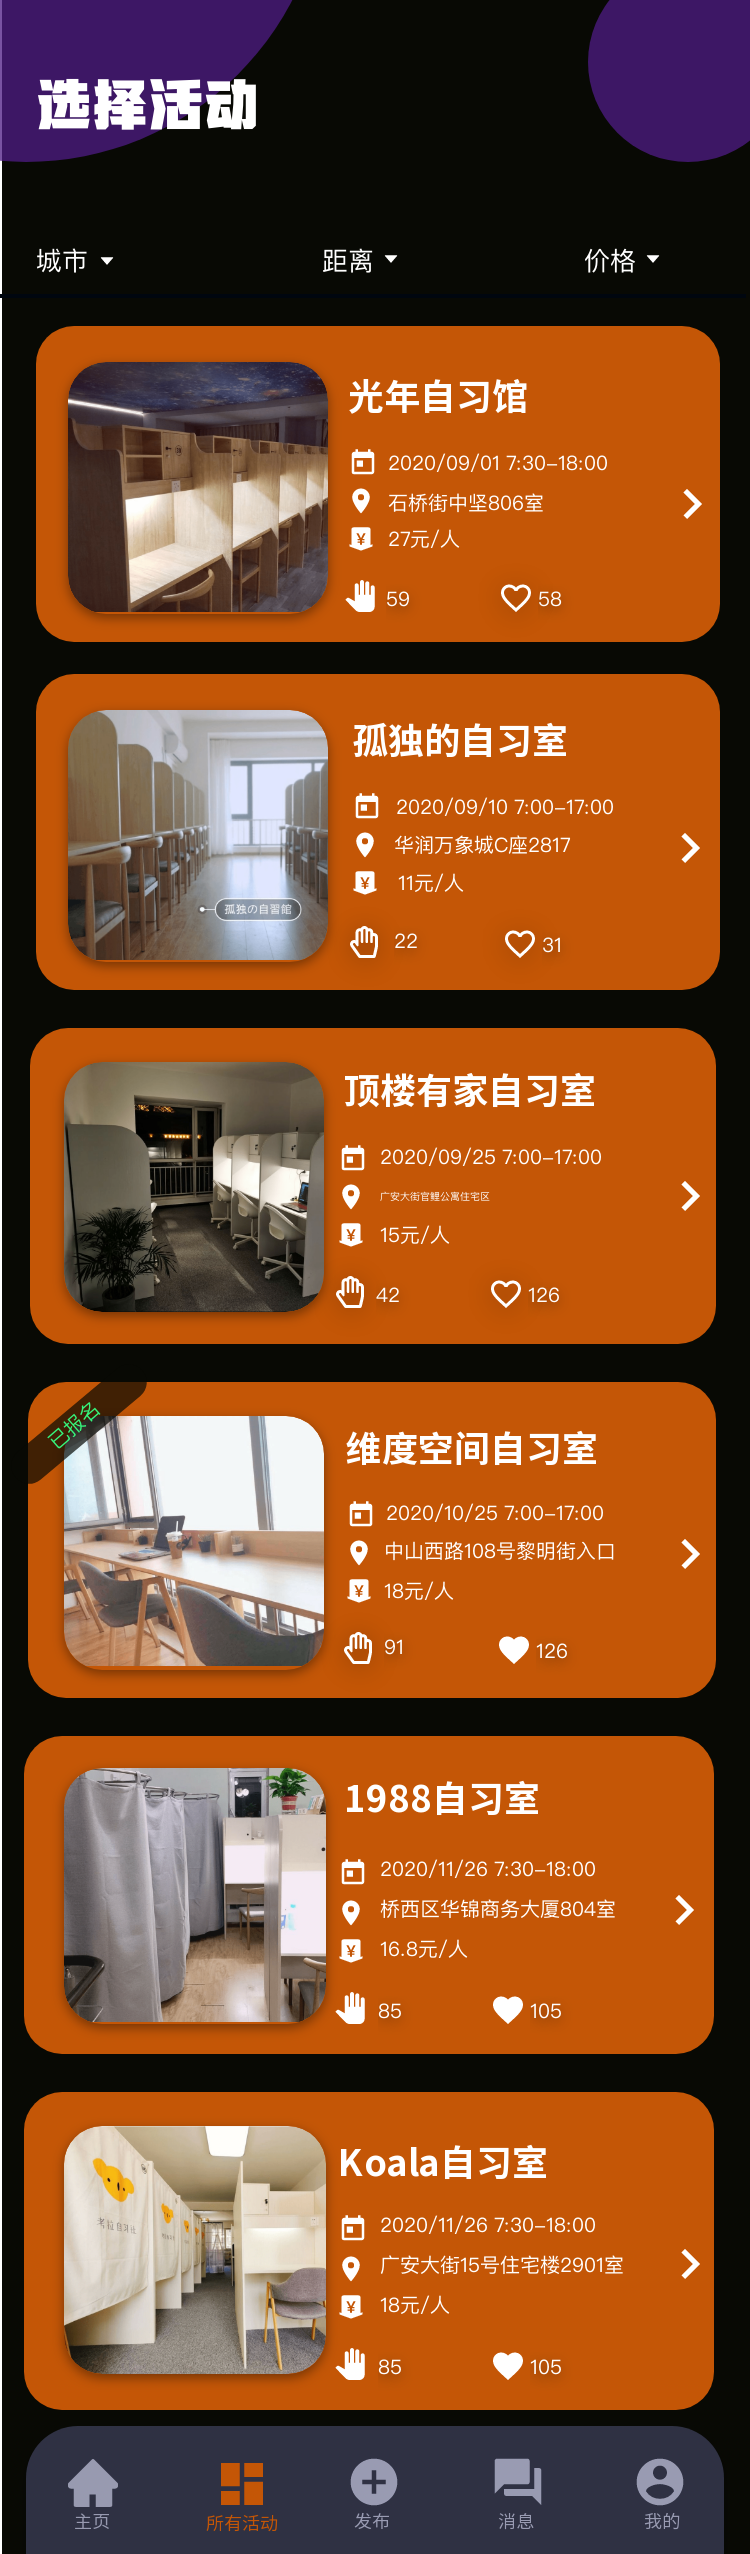 选择活动
城市
距离
价格
光年自习馆
2020/09/01 7:30-18:00
石桥街中坚806室
27元/人
59
58
孤独的自习室
2020/09/10 7:00-17:00
华润万象城C座2817
11元/人
孤独の自習館
22
31
顶楼有家自习室
2020/09/25 7:00-17:00
广安大街官鲤公寓住宅区
15元/人
42
126
已报名
维度空间自习室
2020/10/25 7:00-17:00
中山西路108号黎明街入口
18元/人
91
126
1988自习室
2020/11/26 7:30-18:00
桥西区华锦商务大厦804室
16.8元/人
85
105
Koala自习室
2020/11/26 7:30-18:00
考拉自习社
广安大街15号住宅楼2901室
18元/人
85
105
主页
所有活动
发布
消息
我的